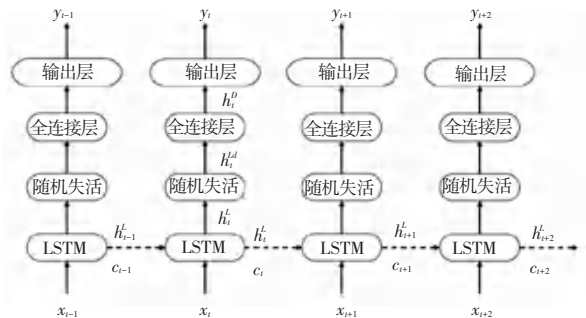 y_{t-1} y_t y_{t+1} y_{t+2}
输出层 输出层 输出层 输出层
h_t^D
全连接层 全连接层 全连接层 全连接层
h_t^{Ld}
随机失活 随机失活 随机失活 随机失活
h_{t-1}^L h_t^L h_t^L h_{t+1}^L h_{t+2}^L
LSTM LSTM LSTM LSTM
c_{t-1} c_t c_{t+1} c_{t+2}
x_{t-1} x_t x_{t+1} x_{t+2}